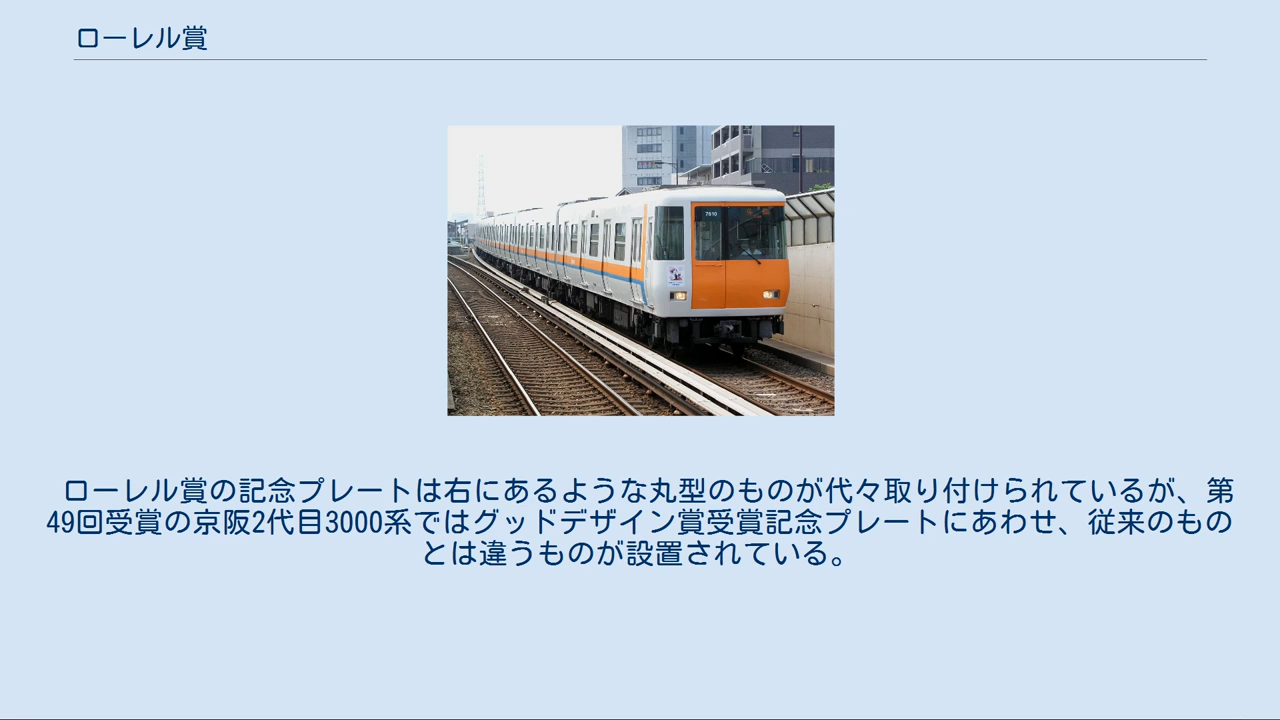 ローレル賞
7610
ローレル賞の記念プレートは右にあるような丸型のものが代々取り付けられているが、第
49回受賞の京阪2代目3000系ではグッドデザイン賞受賞記念プレートにあわせ、従来のもの
とは違うものが設置されている。